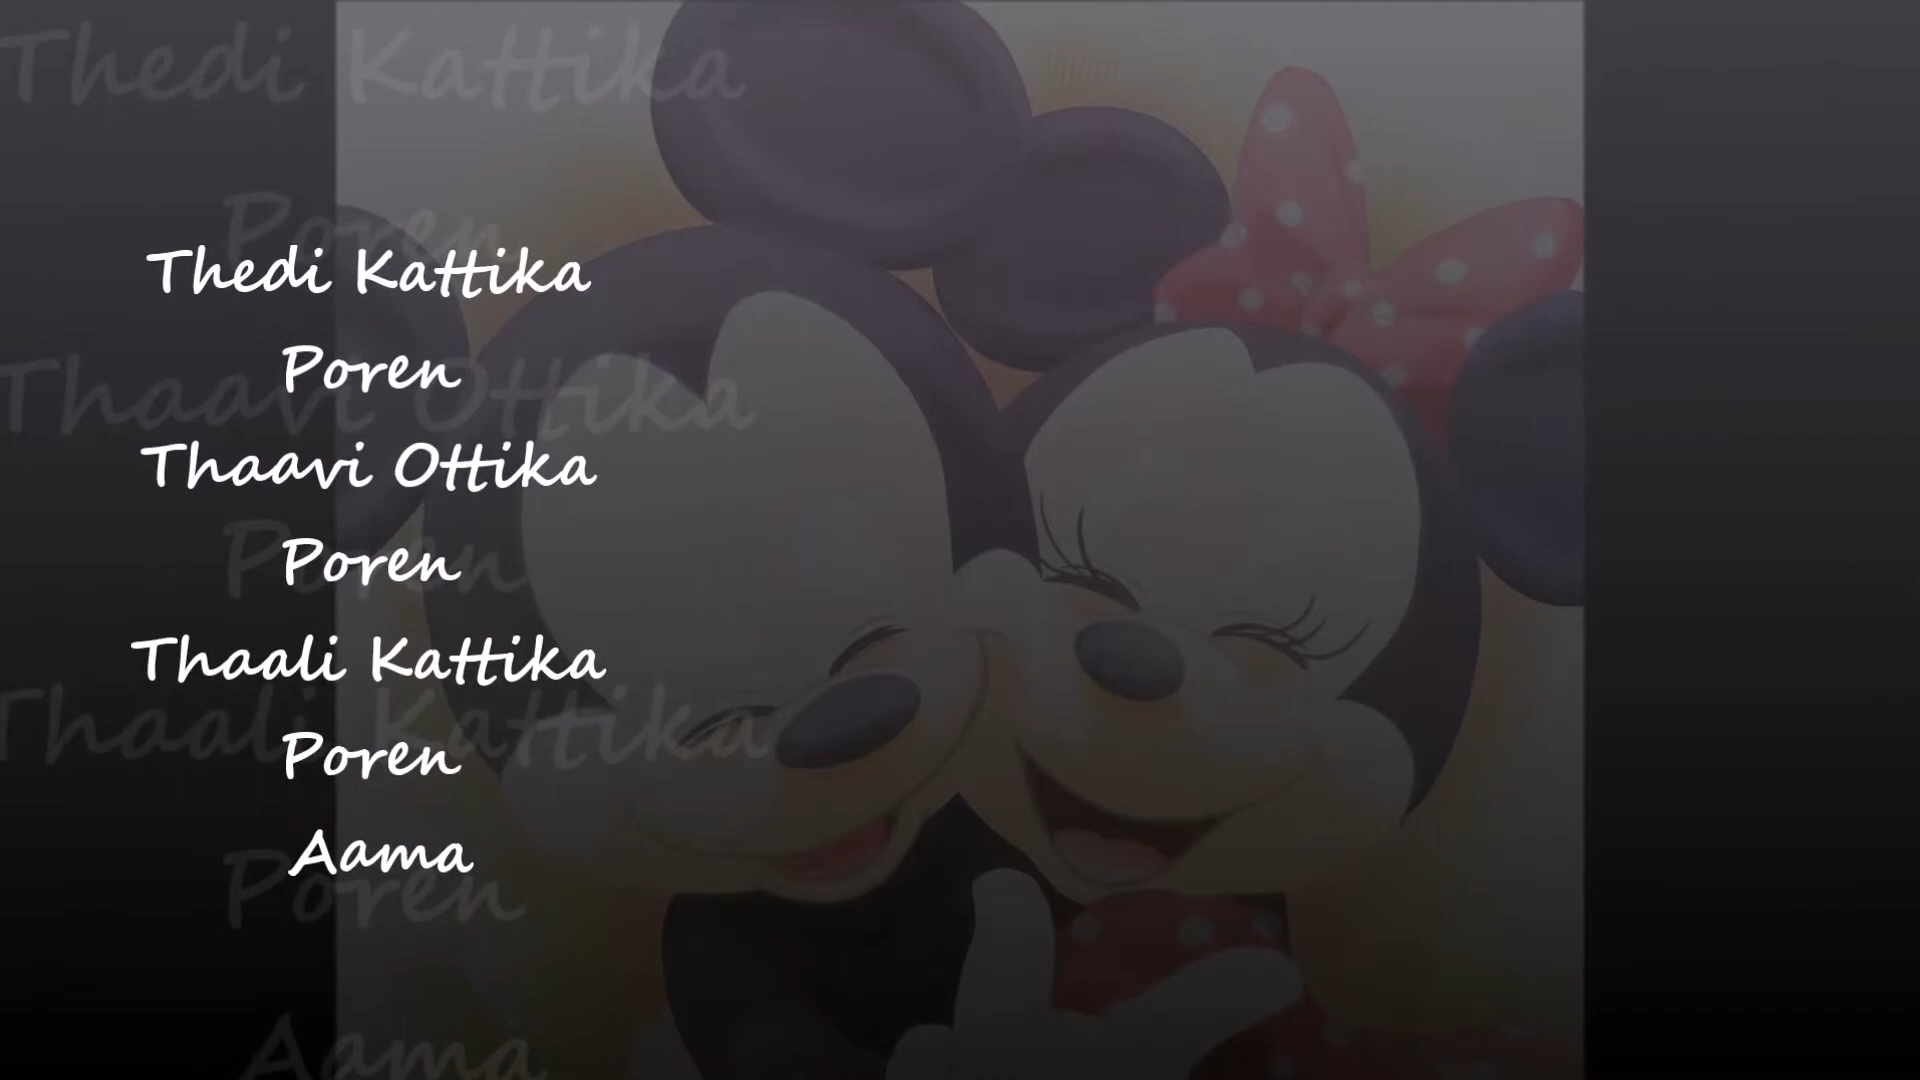 Thedi Kattika
Poren
Thaavi Ottika
Poren
Thaali Kattika
Poren
Aama